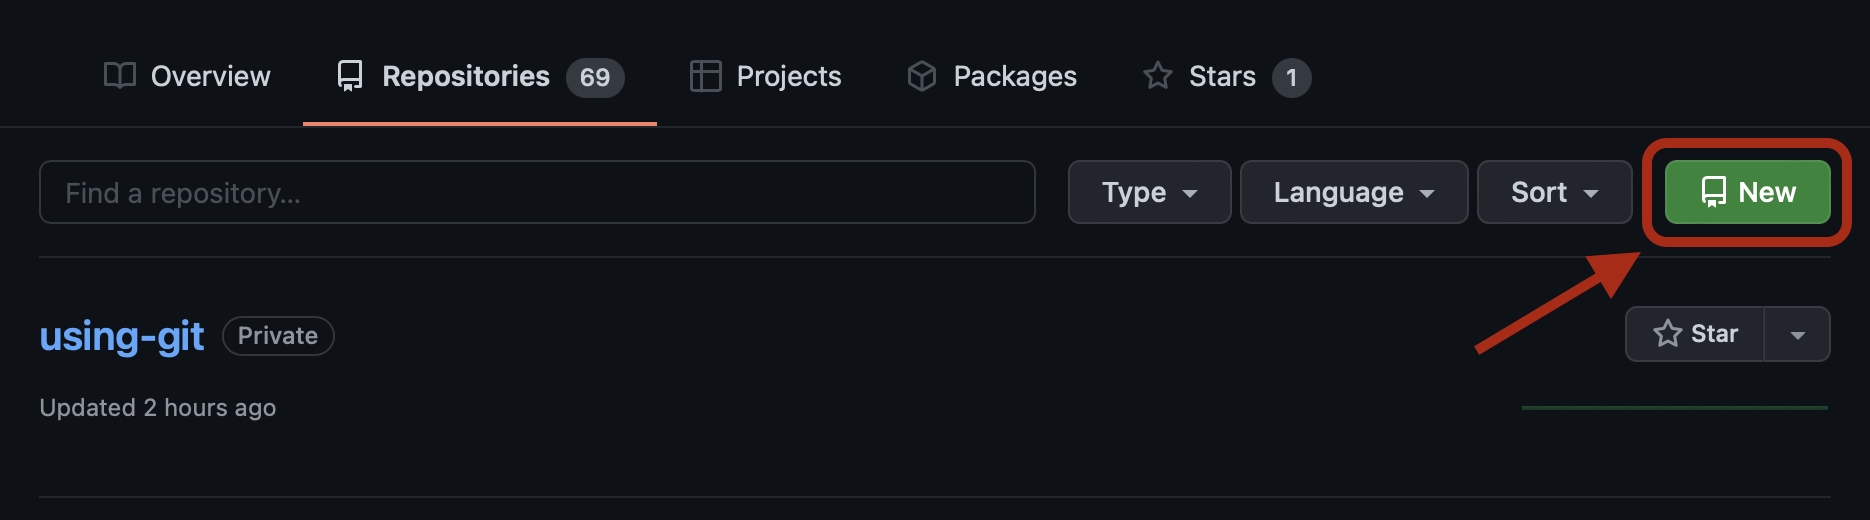 Overview Repositories 69 Projects Packages Stars 1
Find a repository... Type Language Sort New
using-git Private Star
Updated 2 hours ago